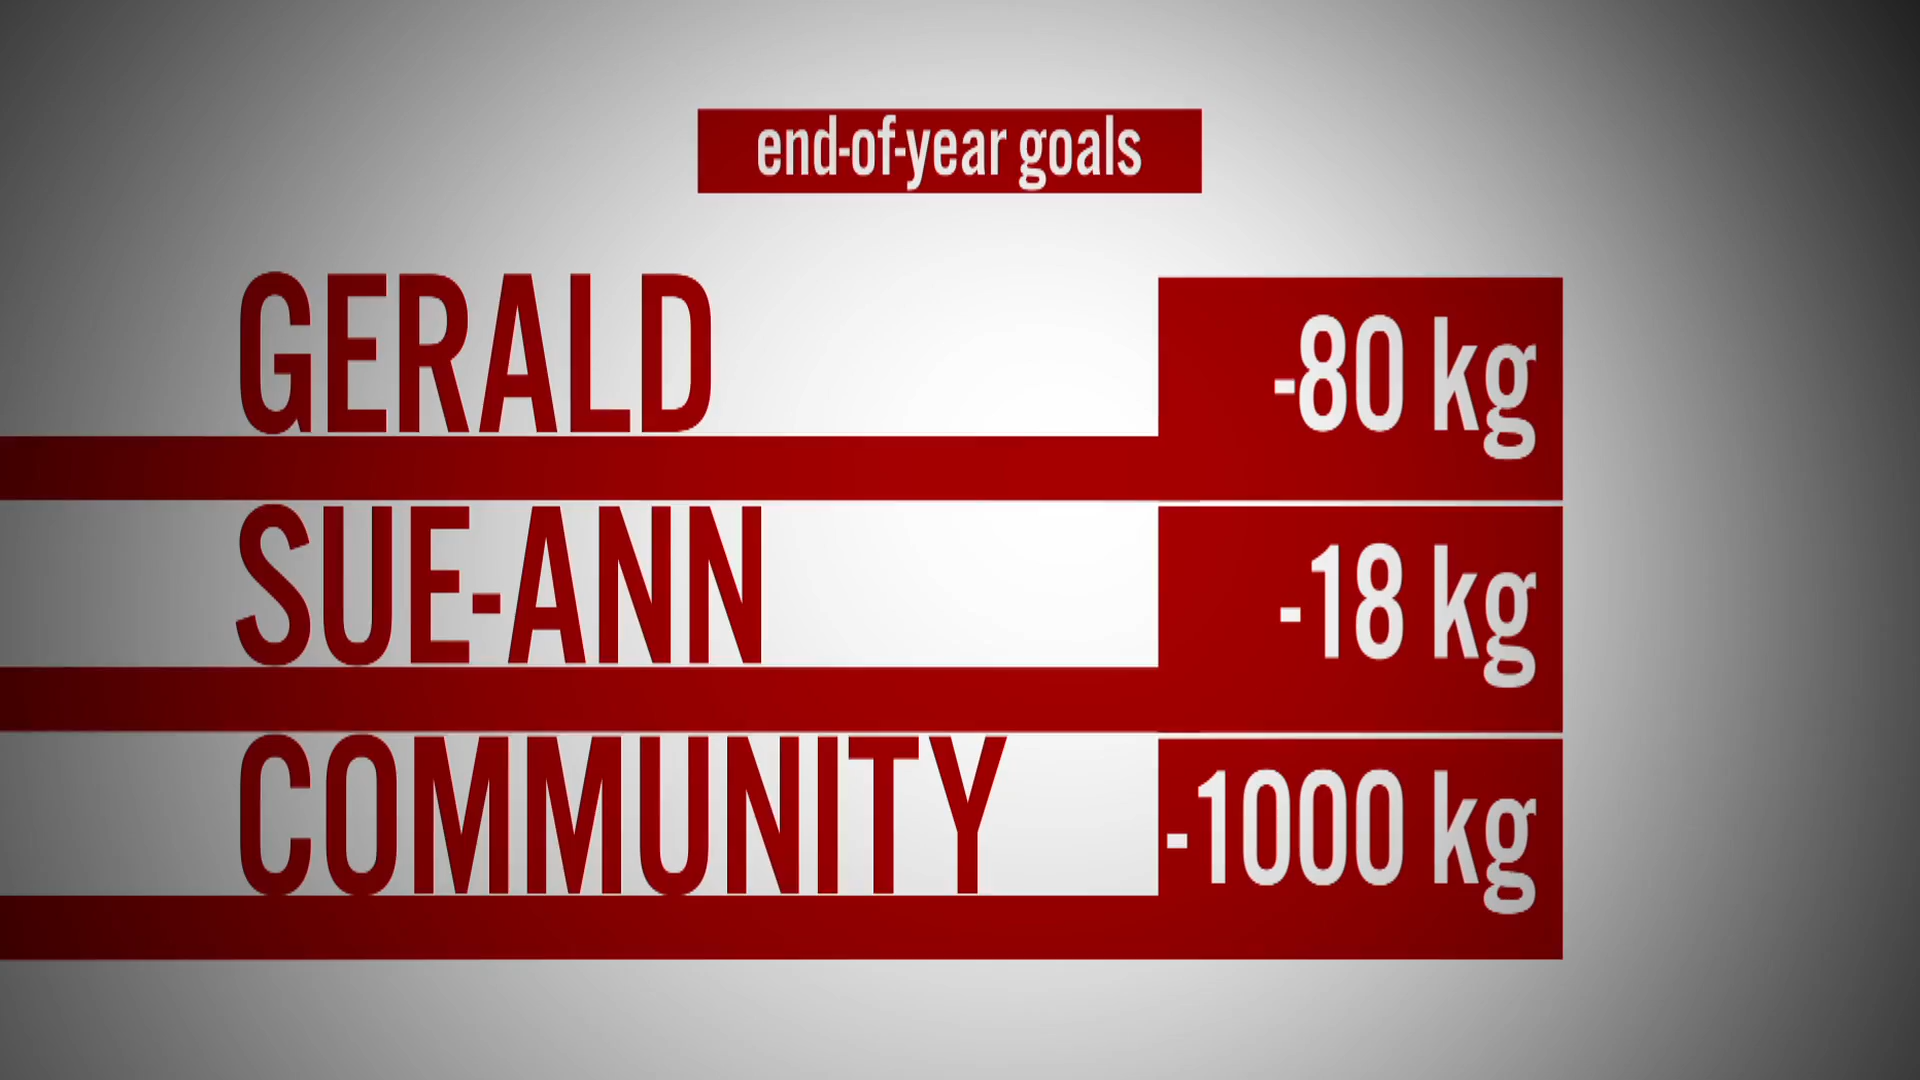 end-of-year goals
GERALD -80 kg
SUE-ANN -18 kg
COMMUNITY -1000 kg